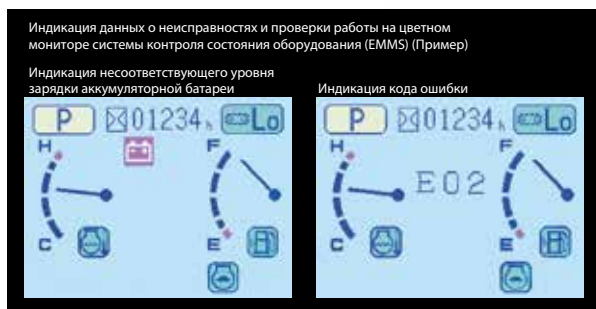 Индикация данных о неисправностях и проверки работы на цветном
мониторе системы контроля состояния оборудования (EMMS) (Пример)
Индикация несоответствующего уровня
зарядки аккумуляторной батареи
Индикация кода ошибки
P 01234 h Lo
H F
C E
P 01234 h Lo
H F
E02
C E